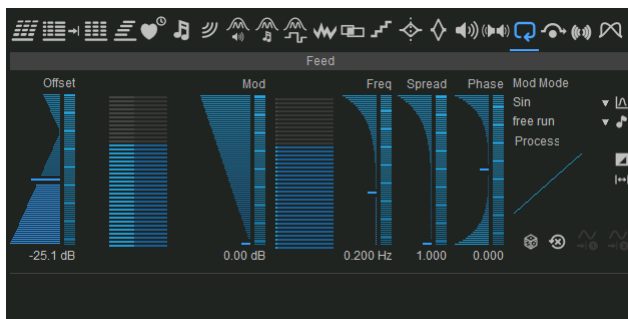 Feed
Offset Mod Freq Spread Phase Mod Mode
Sin
free run
Process
-25.1 dB 0.00 dB 0.200 Hz 1.000 0.000